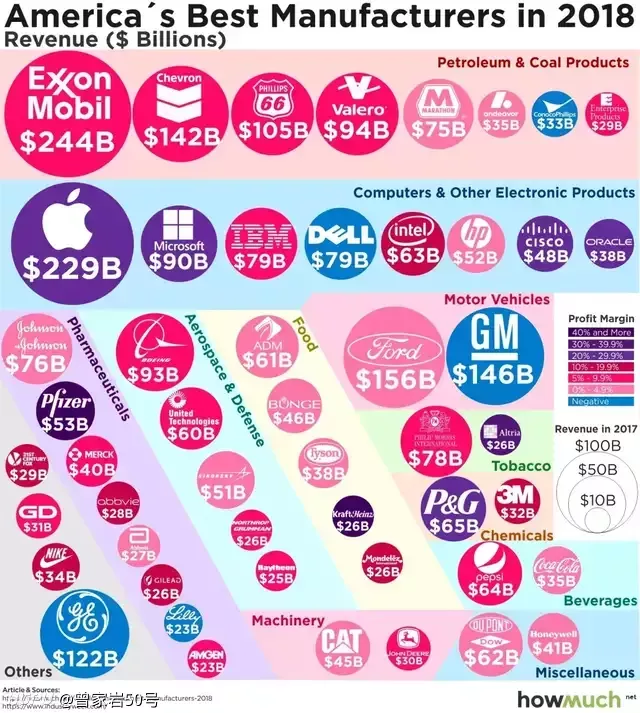 America´s Best Manufacturers in 2018
Revenue ($ Billions)
Petroleum & Coal Products
Exxon
Mobil
$244B
Chevron
$142B
PHILLIPS
66
$105B
Valero
$94B
MARATHON
$75B
andeavor
$35B
ConocoPhillips
$33B
Enterprise
Products
$29B
Computers & Other Electronic Products
$229B
Microsoft
$90B
IBM
$79B
DELL
$79B
intel
$63B
hp
$52B
CISCO
$48B
ORACLE
$38B
Motor Vehicles
Ford
$156B
GM
$146B
Profit Margin
40% and More
30% - 39.9%
20% - 29.9%
10% - 19.9%
5% - 9.9%
0% - 4.9%
Negative
Revenue in 2017
$100B
$50B
$10B
Pharmaceuticals
Johnson
&Johnson
$76B
Pfizer
$53B
MERCK
$40B
abbvie
$28B
Abbott
$27B
GILEAD
$26B
Lilly
$23B
AMGEN
$23B
Aerospace & Defense
BOEING
$93B
United
Technologies
$60B
$51B
NORTHROP
GRUMMAN
$26B
Raytheon
$25B
Food
ADM
$61B
BUNGE
$46B
Tyson
$38B
Kraft Heinz
$26B
Mondelēz
$26B
PHILIP MORRIS
INTERNATIONAL
$78B
Altria
$26B
Tobacco
P&G
$65B
3M
$32B
Chemicals
pepsi
$64B
Coca-Cola
$35B
Beverages
21ST
CENTURY
FOX
$29B
GD
$31B
NIKE
$34B
GE
$122B
Others
Machinery
CAT
$45B
JOHN DEERE
$30B
DUPONT
Dow
$62B
Honeywell
$41B
Miscellaneous
Article & Sources:
@曾家岩50号
nufacturers-2018
https://www.indus
howmuch.net